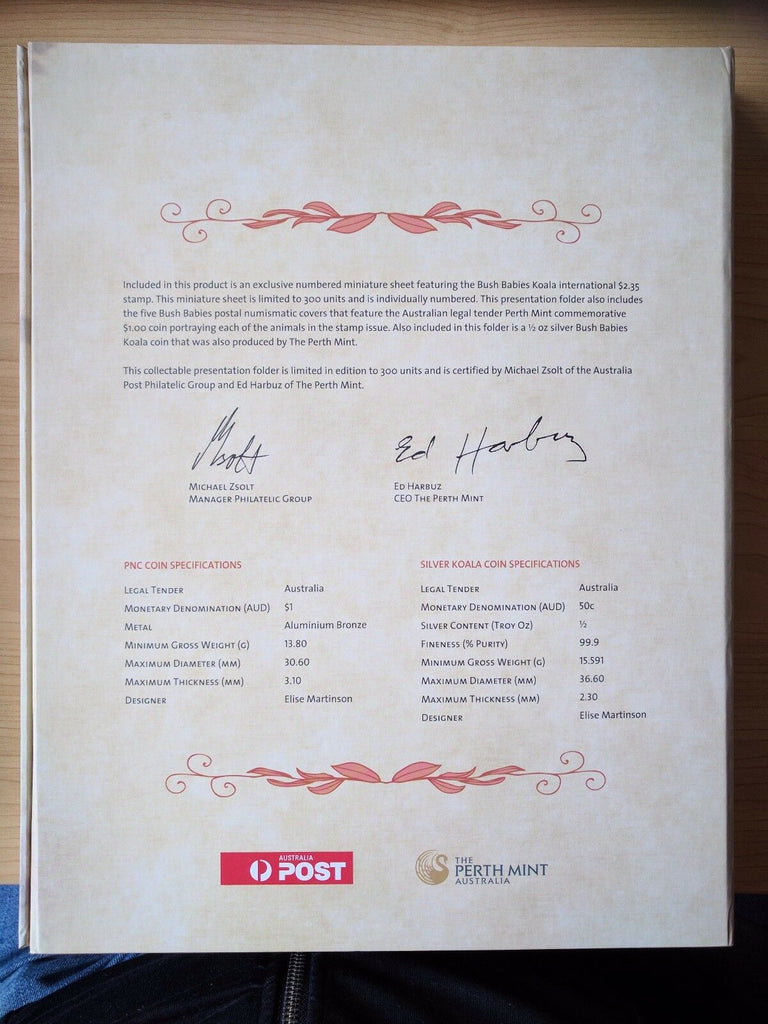 Included in this product is an exclusive numbered miniature sheet featuring the Bush Babies Koala international $2.35
stamp. This miniature sheet is limited to 300 units and is individually numbered. This presentation folder also includes
the five Bush Babies postal numismatic covers that feature the Australian legal tender Perth Mint commemorative
$1.00 coin portraying each of the animals in the stamp issue. Also included in this folder is a ½ oz silver Bush Babies
Koala coin that was also produced by The Perth Mint.
This collectable presentation folder is limited in edition to 300 units and is certified by Michael Zsolt of the Australia
Post Philatelic Group and Ed Harbuz of The Perth Mint.
MZsolt
Ed Harbuz
Michael Zsolt
Manager Philatelic Group
Ed Harbuz
CEO The Perth Mint
PNC COIN SPECIFICATIONS
Legal Tender Australia
Monetary Denomination (AUD) $1
Metal Aluminium Bronze
Minimum Gross Weight (g) 13.80
Maximum Diameter (mm) 30.60
Maximum Thickness (mm) 3.10
Designer Elise Martinson
SILVER KOALA COIN SPECIFICATIONS
Legal Tender Australia
Monetary Denomination (AUD) 50c
Silver Content (Troy Oz) ½
Fineness (% Purity) 99.9
Minimum Gross Weight (g) 15.591
Maximum Diameter (mm) 36.60
Maximum Thickness (mm) 2.30
Designer Elise Martinson
AUSTRALIA
POST
THE
PERTH MINT
AUSTRALIA